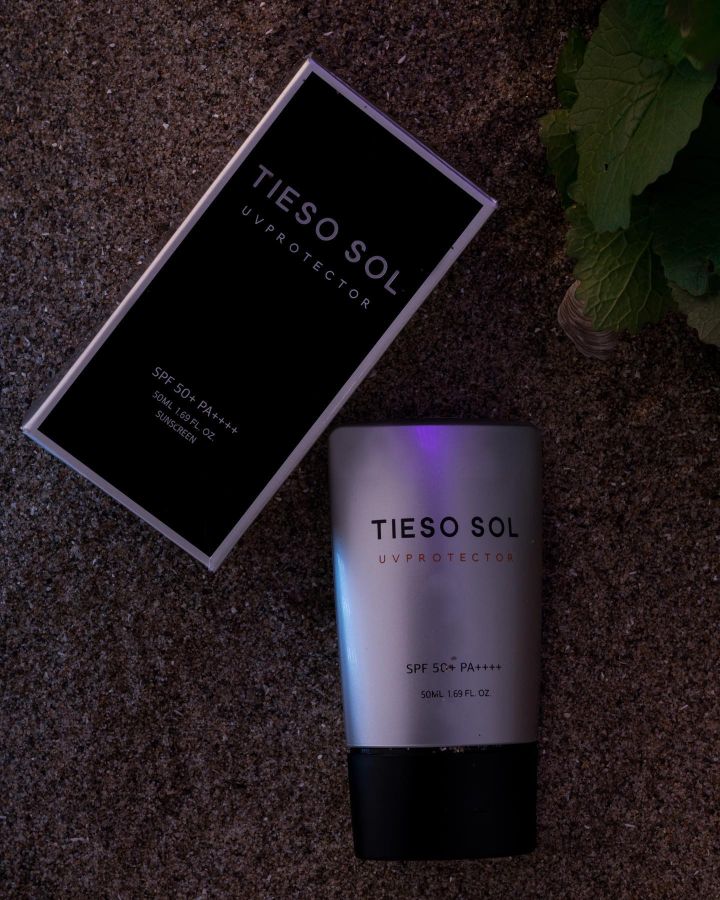 TIESO SOL
UVPROTECTOR
SPF 50+ PA++++
50ML 1.69 FL. OZ.
SUNSCREEN
TIESO SOL
UVPROTECTOR
SPF 50+ PA++++
50ML 1.69 FL. OZ.